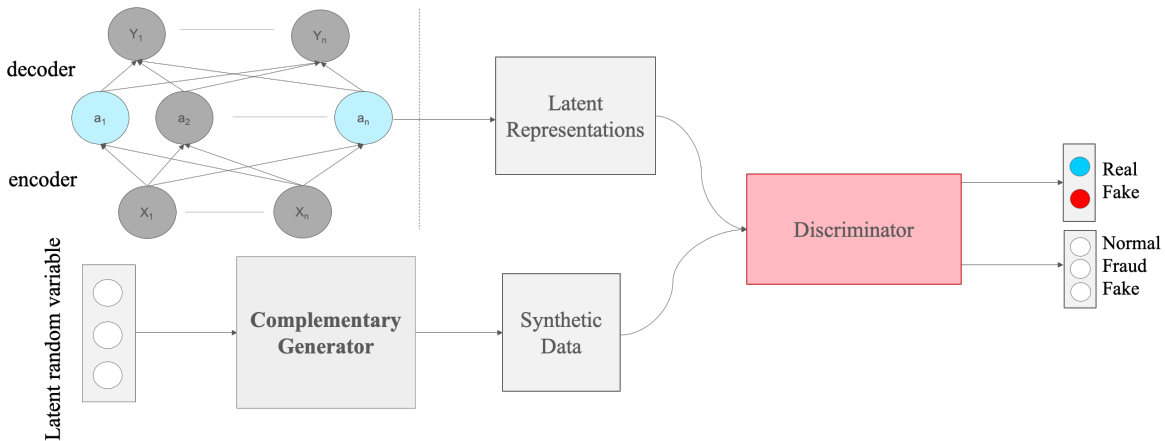 Y1
Yn
decoder
a1
a2
an
encoder
X1
Xn
Latent
Representations
Discriminator
Real
Fake
Normal
Fraud
Fake
Latent random variable
Complementary
Generator
Synthetic
Data